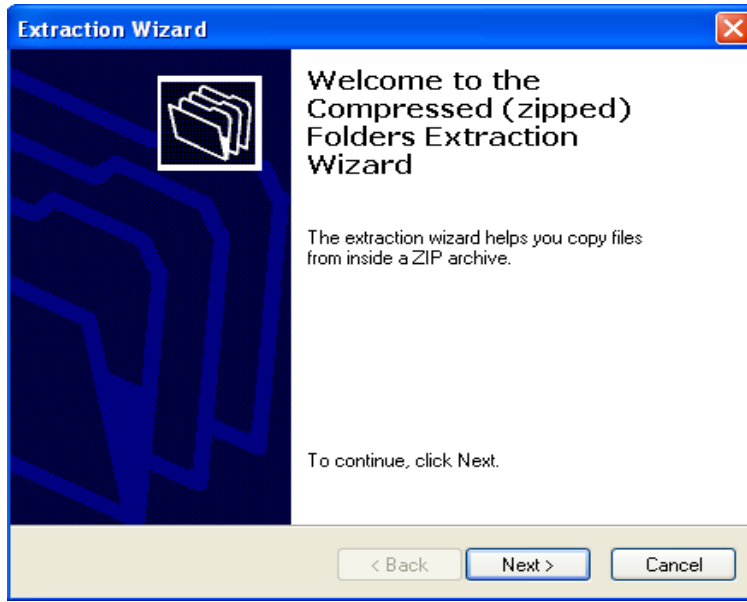 Extraction Wizard
Welcome to the
Compressed (zipped)
Folders Extraction
Wizard
The extraction wizard helps you copy files
from inside a ZIP archive.
To continue, click Next.
< Back Next > Cancel